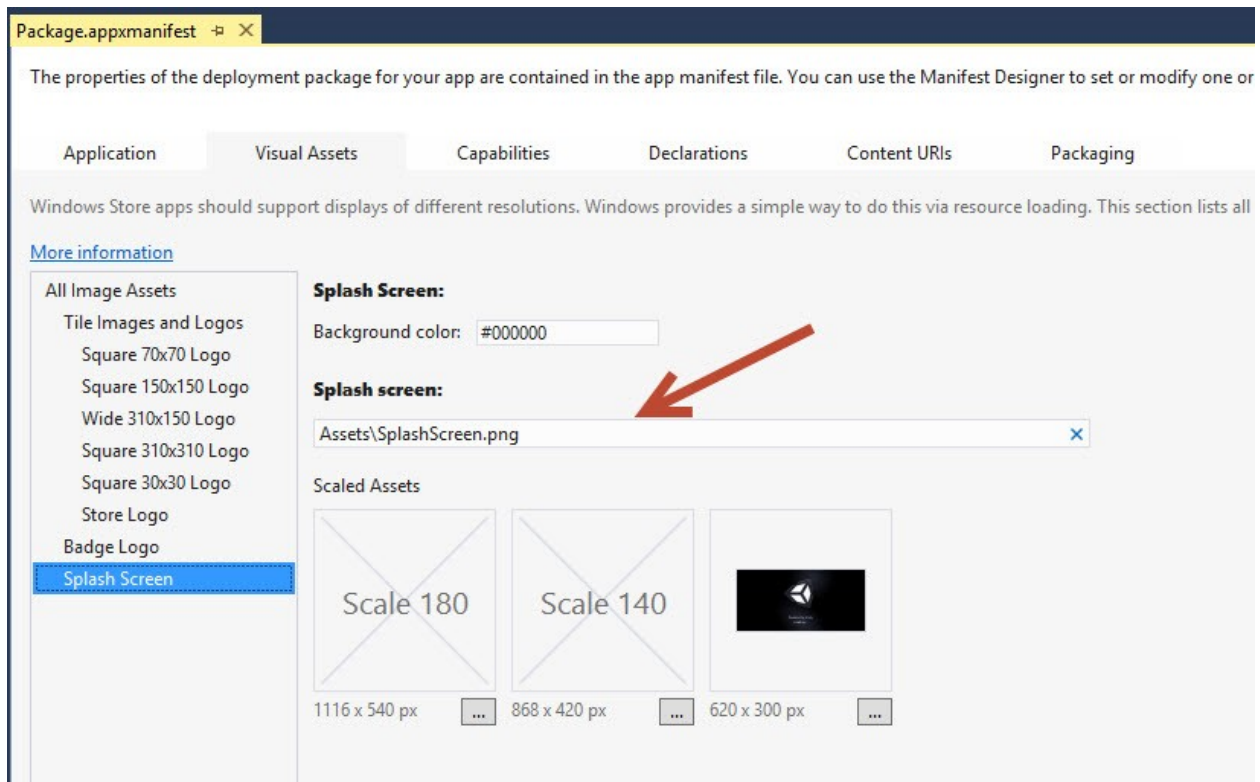 Package.appxmanifest
The properties of the deployment package for your app are contained in the app manifest file. You can use the Manifest Designer to set or modify one or
Application Visual Assets Capabilities Declarations Content URIs Packaging
Windows Store apps should support displays of different resolutions. Windows provides a simple way to do this via resource loading. This section lists all
More information
All Image Assets
Tile Images and Logos
Square 70x70 Logo
Square 150x150 Logo
Wide 310x150 Logo
Square 310x310 Logo
Square 30x30 Logo
Store Logo
Badge Logo
Splash Screen
Splash Screen:
Background color: #000000
Splash screen:
Assets\SplashScreen.png
Scaled Assets
Scale 180 Scale 140
1116 x 540 px ... 868 x 420 px ... 620 x 300 px ...